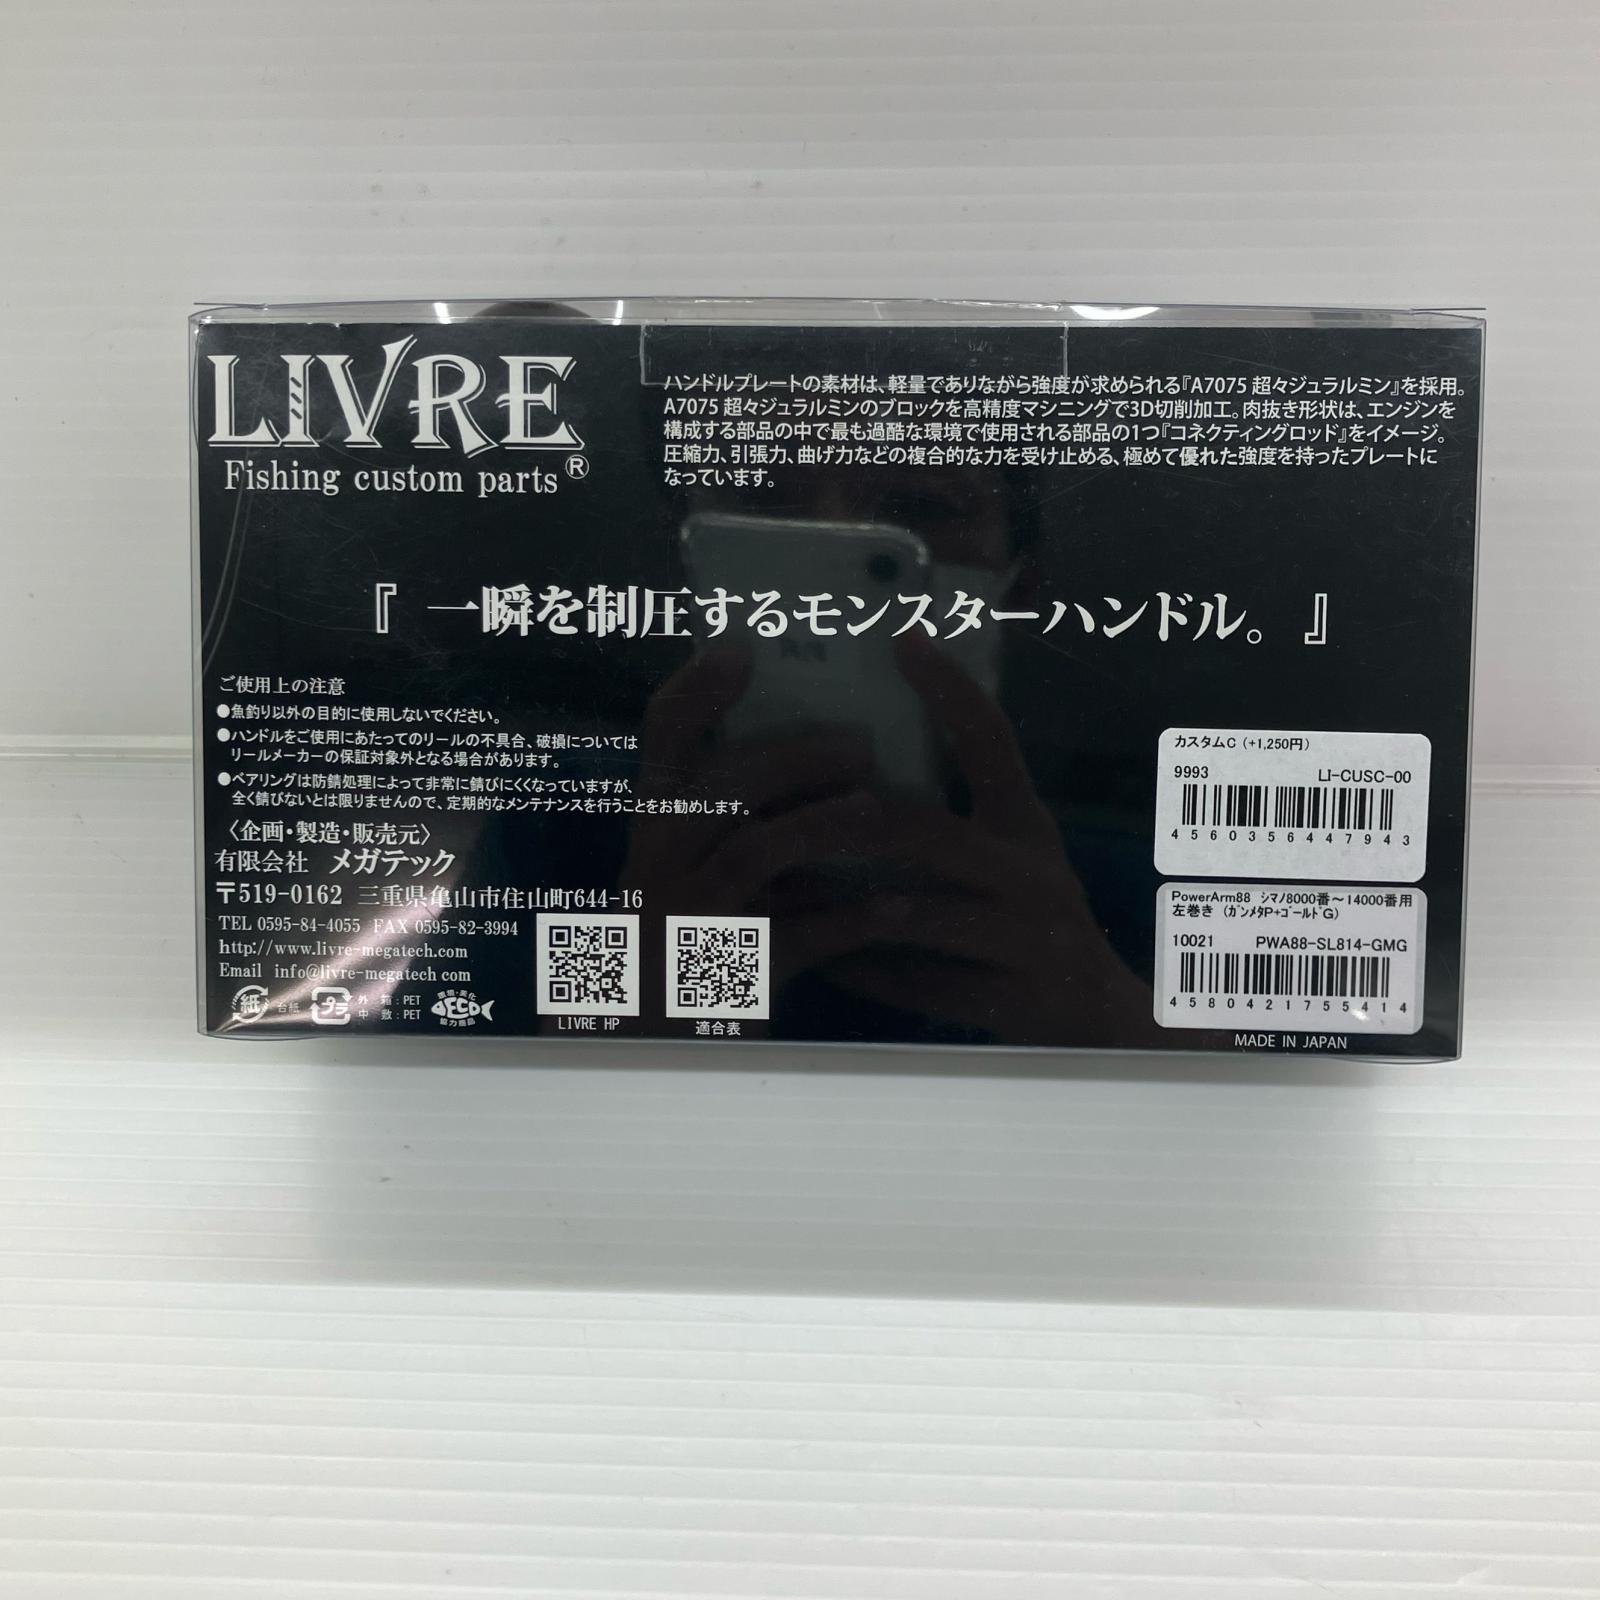 LIVRE
Fishing custom parts®
ハンドルプレートの素材は、軽量でありながら強度が求められる『A7075 超々ジュラルミン』を採用。
A7075 超々ジュラルミンのブロックを高精度マシニングで3D切削加工。肉抜き形状は、エンジンを
構成する部品の中で最も過酷な環境で使用される部品の1つ『コネクティングロッド』をイメージ。
圧縮力、引張力、曲げ力などの複合的な力を受け止める、極めて優れた強度を持ったプレートに
なっています。
『 一瞬を制圧するモンスターハンドル。 』
ご使用上の注意
●魚釣り以外の目的に使用しないでください。
●ハンドルをご使用にあたってのリールの不具合、破損については
リールメーカーの保証対象外となる場合があります。
●ベアリングは防錆処理によって非常に錆びにくくなっていますが、
全く錆びないとは限りませんので、定期的なメンテナンスを行うことをお勧めします。
〈企画・製造・販売元〉
有限会社 メガテック
〒519-0162 三重県亀山市住山町644-16
TEL 0595-84-4055 FAX 0595-82-3994
http://www.livre-megatech.com
Email info@livre-megatech.com
紙 台紙 プラ 外 箱：PET
中 敷：PET
環境・美化
ECO
協力商品
LIVRE HP
適合表
カスタムC (+1,250円)
9993 LI-CUSC-00
4560356447943
PowerArm88 ｼﾏﾉ8000番～14000番用
左巻き (ｶﾞﾝﾒﾀP+ｺﾞｰﾙﾄﾞG)
10021 PWA88-SL814-GMG
4580421755414
MADE IN JAPAN